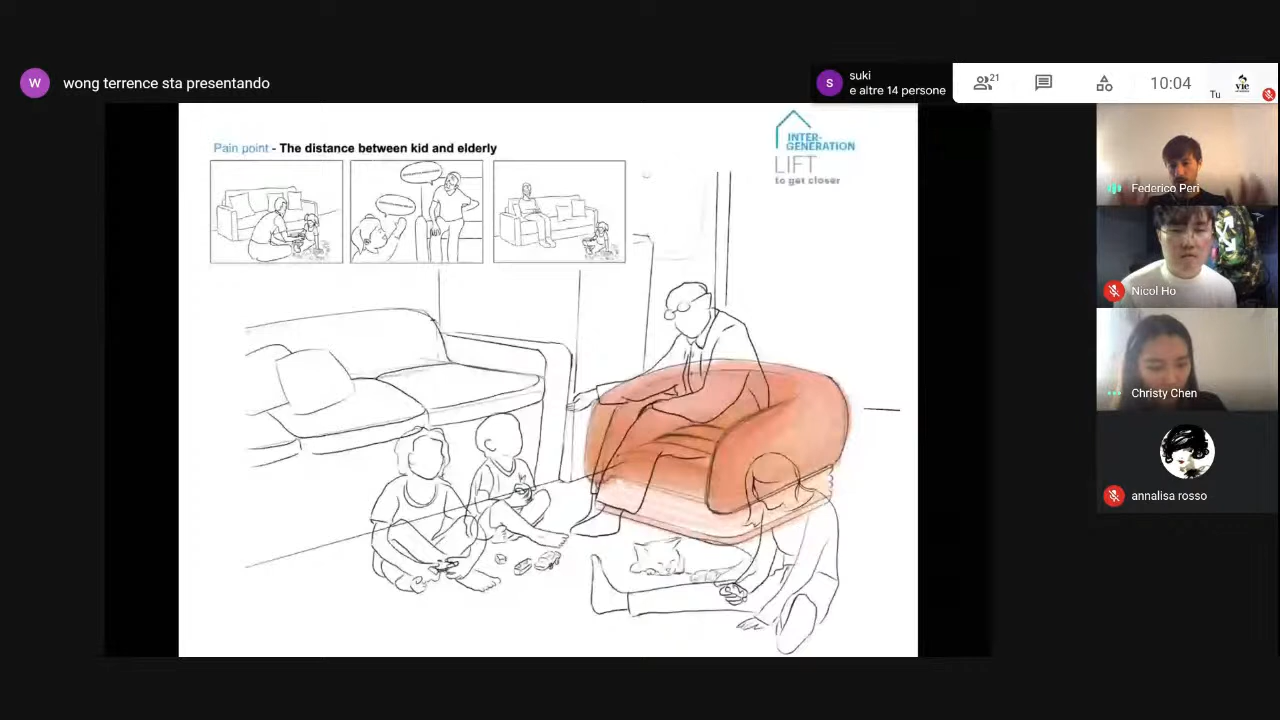 W
wong terrence sta presentando
S
suki
e altre 14 persone
21
10:04
Tu
vie
Pain point - The distance between kid and elderly
INTER-
GENERATION
LIFT
to get closer
Federico Peri
Nicol Ho
Christy Chen
annalisa rosso